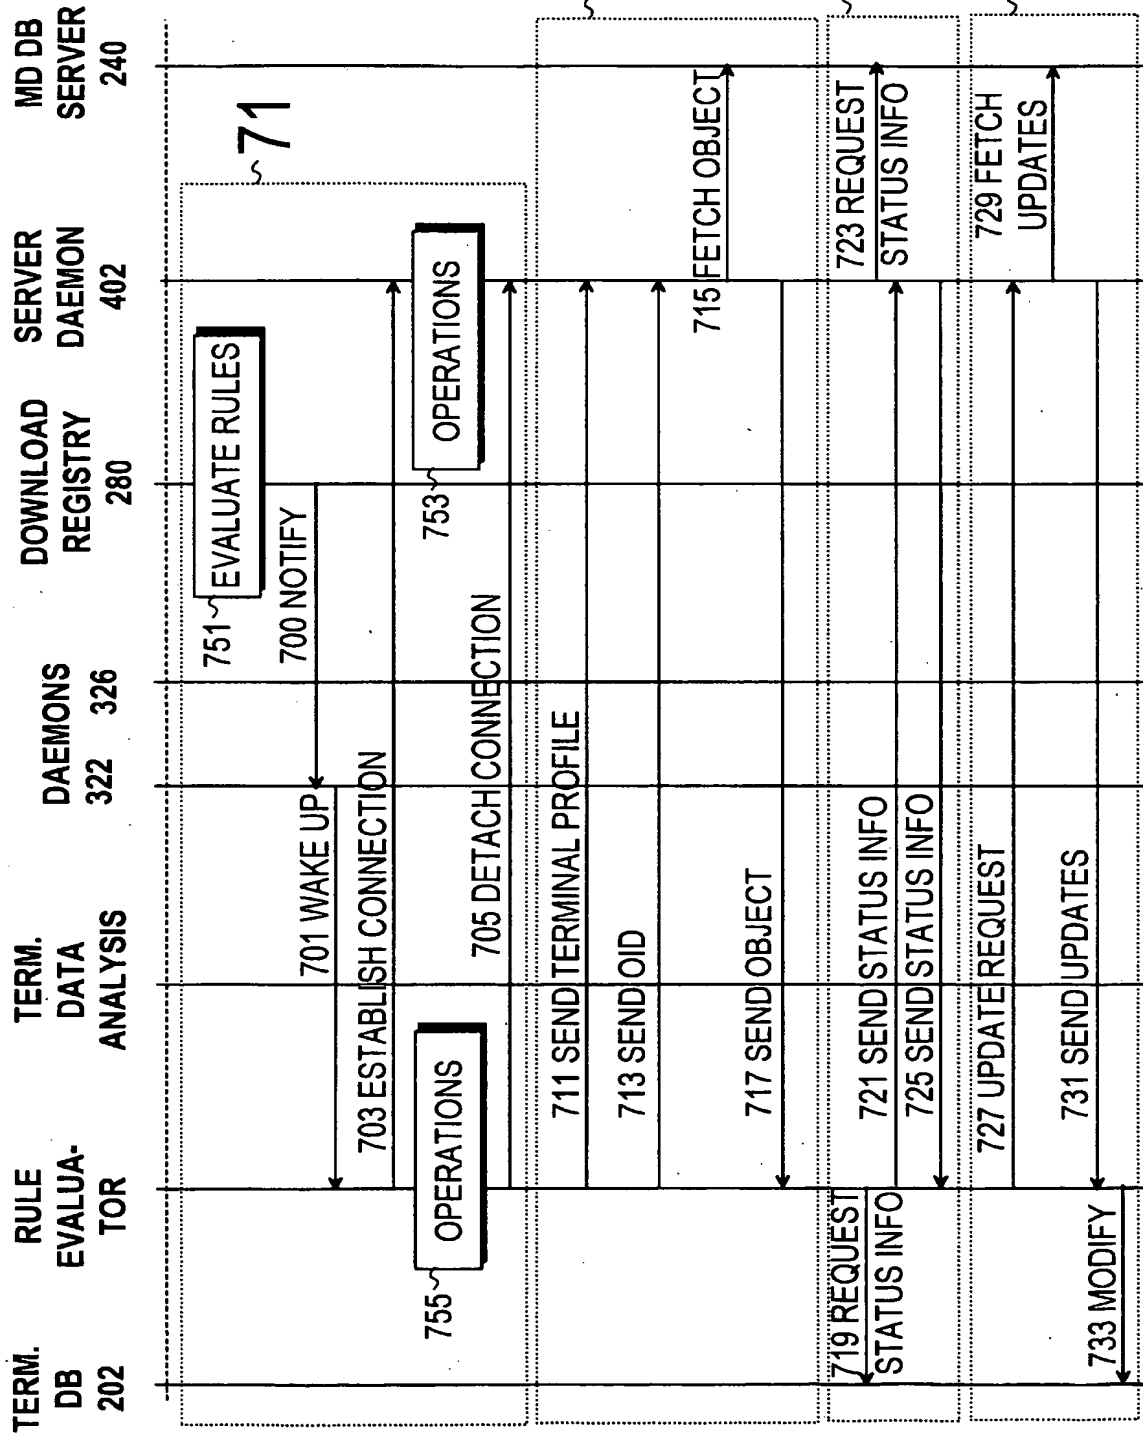 TERM.
DB
202
RULE
EVALUA-
TOR
TERM.
DATA
ANALYSIS
DAEMONS
322 326
DOWNLOAD
REGISTRY
280
SERVER
DAEMON
402
MD DB
SERVER
240
71
751
EVALUATE RULES
700 NOTIFY
701 WAKE UP
703 ESTABLISH CONNECTION
755
OPERATIONS
753
OPERATIONS
705 DETACH CONNECTION
711 SEND TERMINAL PROFILE
713 SEND OID
715 FETCH OBJECT
717 SEND OBJECT
719 REQUEST
STATUS INFO
721 SEND STATUS INFO
723 REQUEST
STATUS INFO
725 SEND STATUS INFO
727 UPDATE REQUEST
729 FETCH
UPDATES
731 SEND UPDATES
733 MODIFY